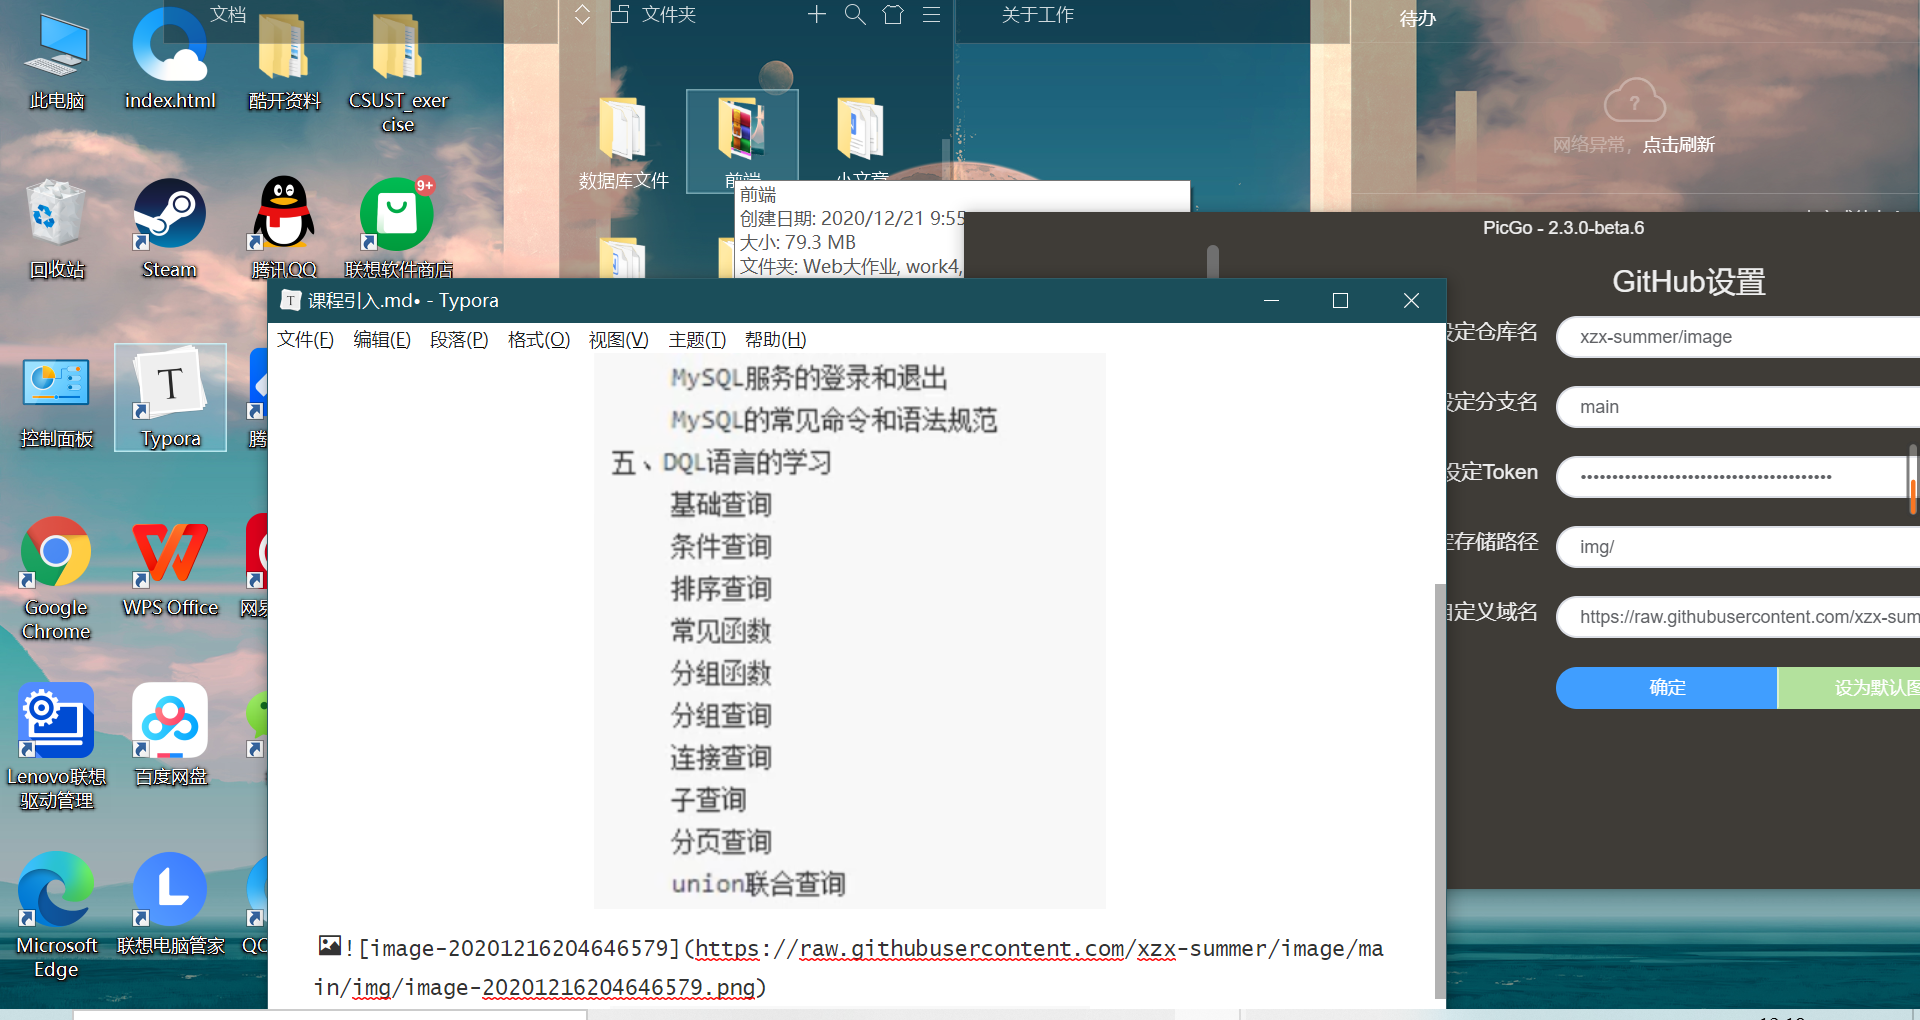 文档
文件夹
关于工作
待办
此电脑
index.html
酷开资料
CSUST_exer
cise
数据库文件
前端
小文章
网络异常，点击刷新
回收站
Steam
腾讯QQ
9+
联想软件商店
前端
创建日期: 2020/12/21 9:55
大小: 79.3 MB
文件夹: Web大作业, work4,
PicGo - 2.3.0-beta.6
GitHub设置
设定仓库名
xzx-summer/image
设定分支名
main
设定Token
定存储路径
img/
自定义域名
https://raw.githubusercontent.com/xzx-sum
确定
设为默认图
课程引入.md• - Typora
文件(F) 编辑(E) 段落(P) 格式(O) 视图(V) 主题(T) 帮助(H)
MySQL服务的登录和退出
MySQL的常见命令和语法规范
五、DQL语言的学习
基础查询
条件查询
排序查询
常见函数
分组函数
分组查询
连接查询
子查询
分页查询
union联合查询
![image-20201216204646579](https://raw.githubusercontent.com/xzx-summer/image/ma
in/img/image-20201216204646579.png)
控制面板
Typora
腾
Google
Chrome
WPS Office
网易
Lenovo联想
驱动管理
百度网盘
Microsoft
Edge
联想电脑管家
QQ